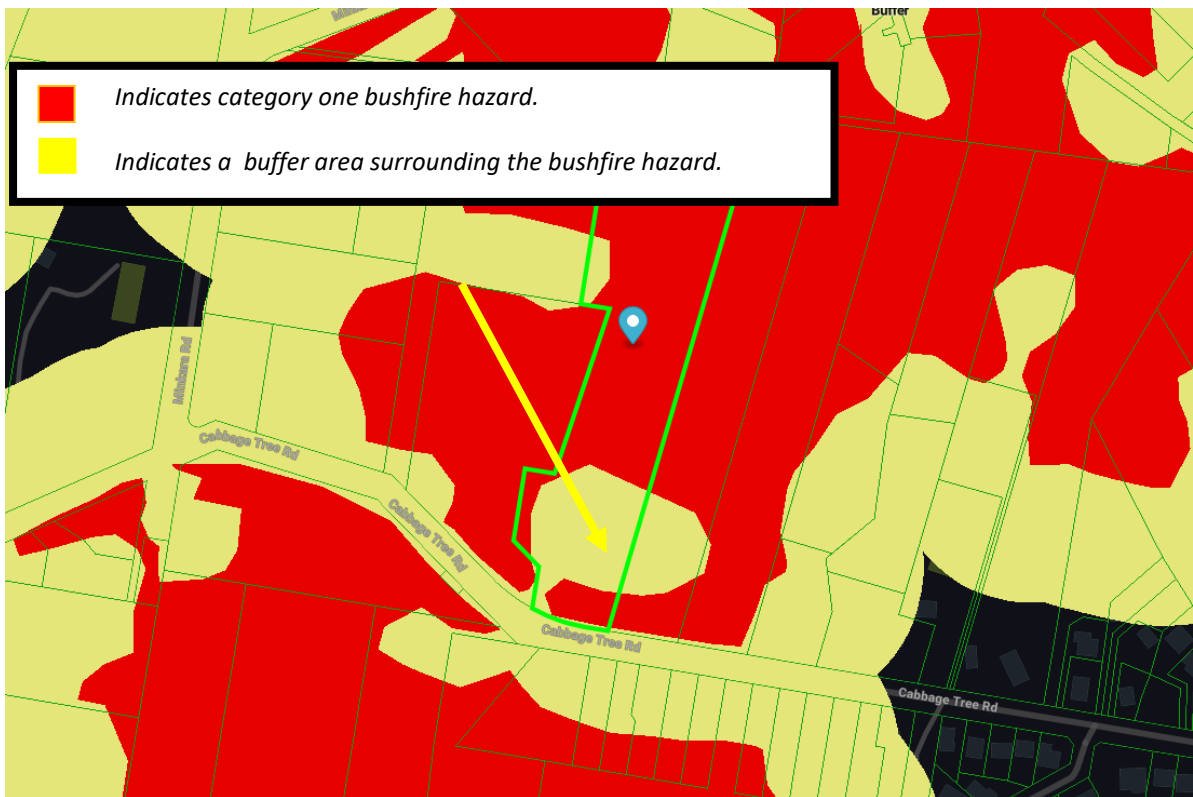 Buffer
Indicates category one bushfire hazard.
Indicates a buffer area surrounding the bushfire hazard.
Minkara Rd
Cabbage Tree Rd
Cabbage Tree Rd
Cabbage Tree Rd
Cabbage Tree Rd